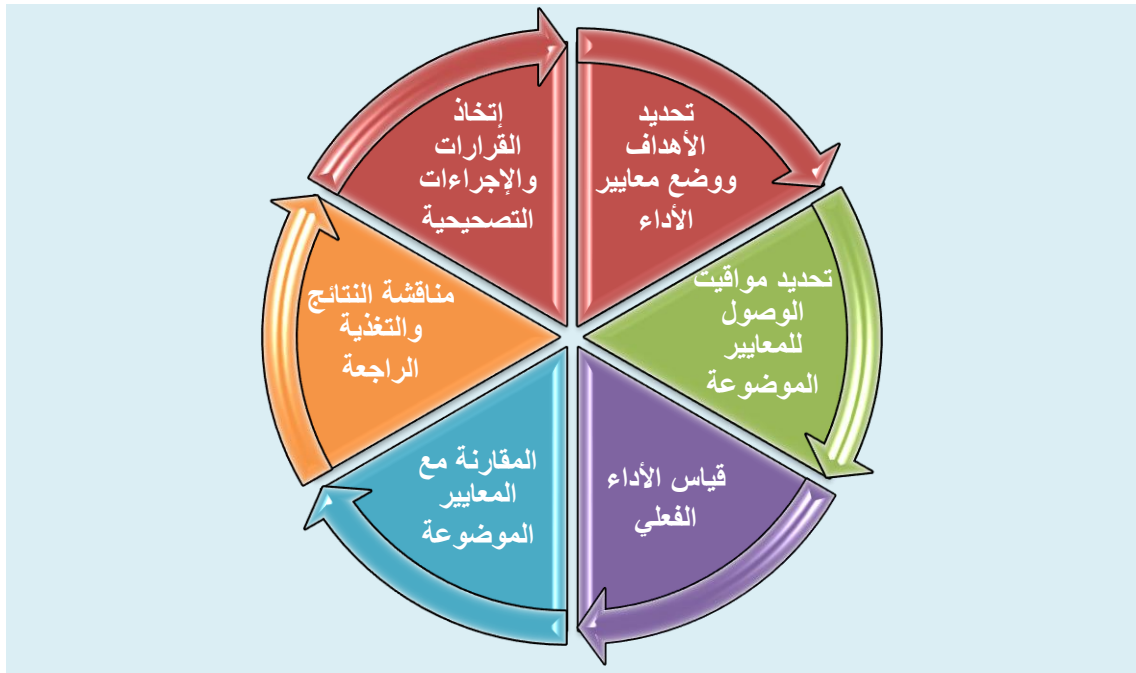 تحديد
الأهداف
ووضع معايير
الأداء
تحديد مواقيت
الوصول
للمعايير
الموضوعة
قياس الأداء
الفعلي
المقارنة مع
المعايير
الموضوعة
مناقشة النتائج
والتغذية
الراجعة
إتخاذ
القرارات
والإجراءات
التصحيحية